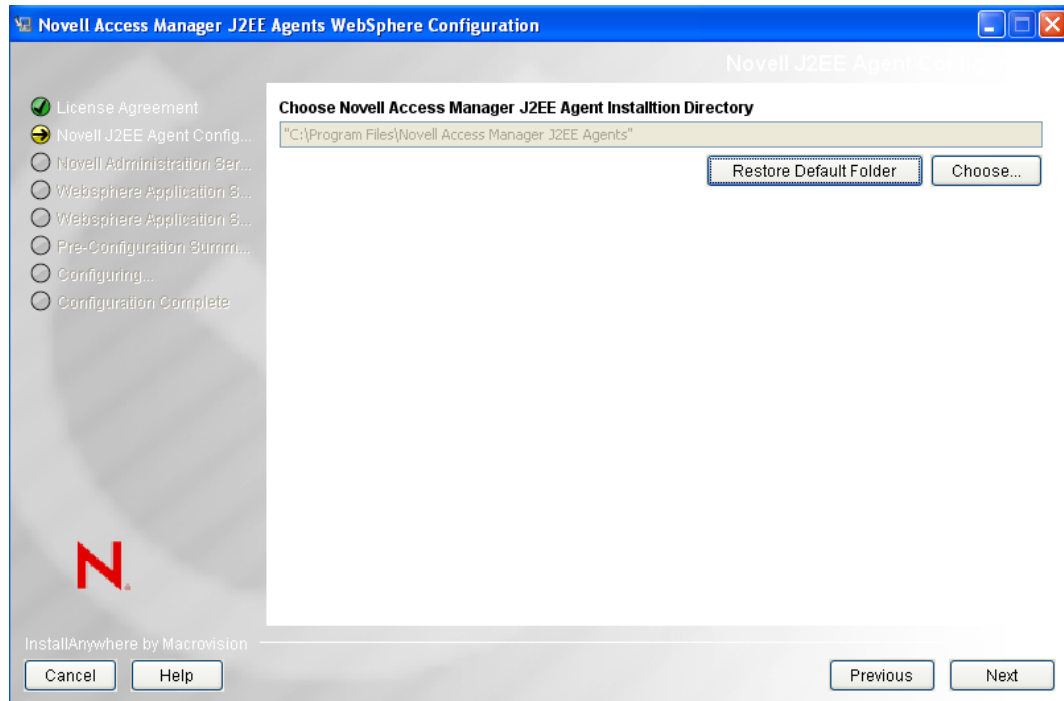 Novell Access Manager J2EE Agents WebSphere Configuration
Novell J2EE Agent
License Agreement
Novell J2EE Agent Config...
Novell Administration Ser...
Websphere Application S...
Websphere Application S...
Pre-Configuration Summ...
Configuring...
Configuration Complete
Choose Novell Access Manager J2EE Agent Installtion Directory
"C:\Program Files\Novell Access Manager J2EE Agents"
Restore Default Folder
Choose...
N
InstallAnywhere by Macrovision
Cancel
Help
Previous
Next